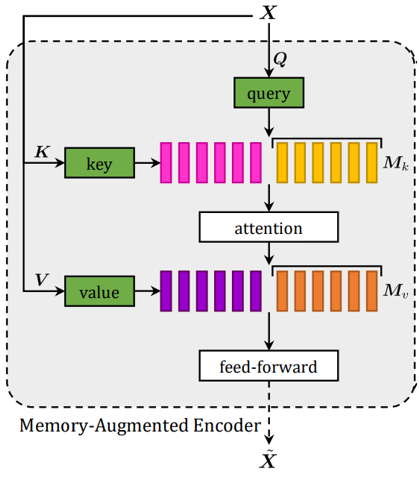 X
Q
query
K
key
M_k
attention
V
value
M_v
feed-forward
Memory-Augmented Encoder
X̃